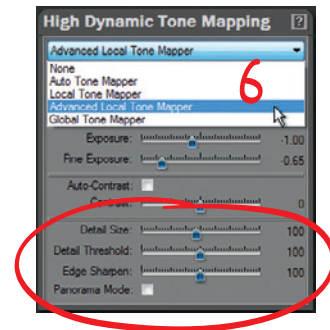 High Dynamic Tone Mapping ?
Advanced Local Tone Mapper
None
Auto Tone Mapper
Local Tone Mapper
Advanced Local Tone Mapper
Global Tone Mapper
6
Exposure: -1.00
Fine Exposure: -0.65
Auto-Contrast:
Contrast: 0
Detail Size: 100
Detail Threshold: 100
Edge Sharpen: 100
Panorama Mode: